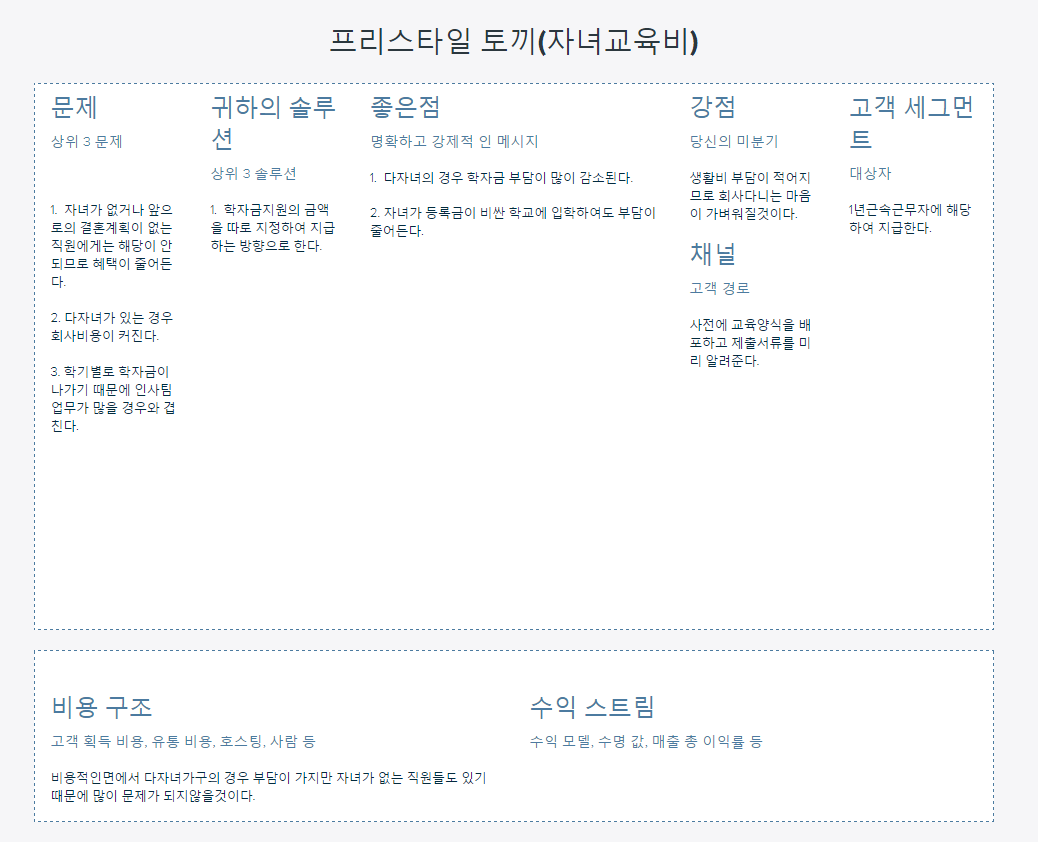 프리스타일 토끼(자녀교육비)
문제
상위 3 문제
1. 자녀가 없거나 앞으
로의 결혼계획이 없는
직원에게는 해당이 안
되므로 혜택이 줄어든
다.
2. 다자녀가 있는 경우
회사비용이 커진다.
3. 학기별로 학자금이
나가기 때문에 인사팀
업무가 많을 경우와 겹
친다.
귀하의 솔루
션
상위 3 솔루션
1. 학자금지원의 금액
을 따로 지정하여 지급
하는 방향으로 한다.
좋은점
명확하고 강제적 인 메시지
1. 다자녀의 경우 학자금 부담이 많이 감소된다.
2. 자녀가 등록금이 비싼 학교에 입학하여도 부담이
줄어든다.
강점
당신의 미분기
생활비 부담이 적어지
므로 회사다니는 마음
이 가벼워질것이다.
채널
고객 경로
사전에 교육양식을 배
포하고 제출서류를 미
리 알려준다.
고객 세그먼
트
대상자
1년근속근무자에 해당
하여 지급한다.
비용 구조
고객 획득 비용, 유통 비용, 호스팅, 사람 등
비용적인면에서 다자녀가구의 경우 부담이 가지만 자녀가 없는 직원들도 있기
때문에 많이 문제가 되지않을것이다.
수익 스트림
수익 모델, 수명 값, 매출 총 이익률 등